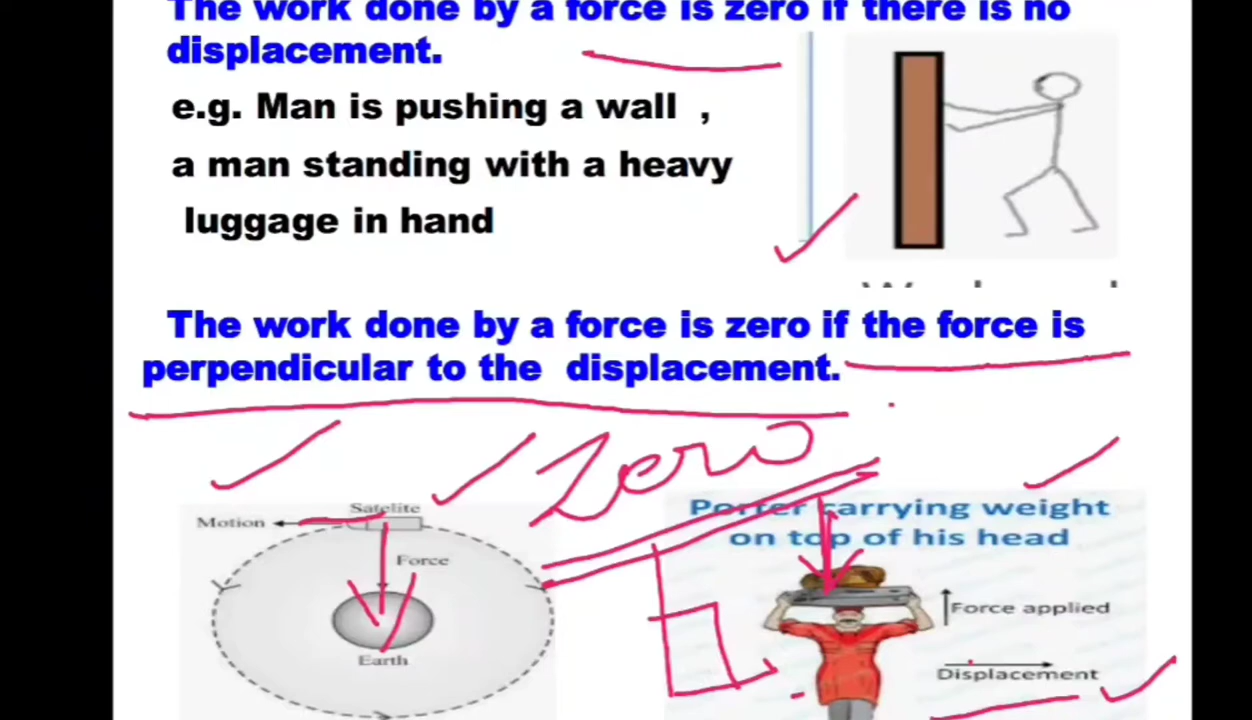 The work done by a force is zero if there is no
displacement.
e.g. Man is pushing a wall ,
a man standing with a heavy
luggage in hand
The work done by a force is zero if the force is
perpendicular to the displacement.
Zero
Satelite
Motion
Force
Earth
Porter carrying weight
on top of his head
Force applied
Displacement